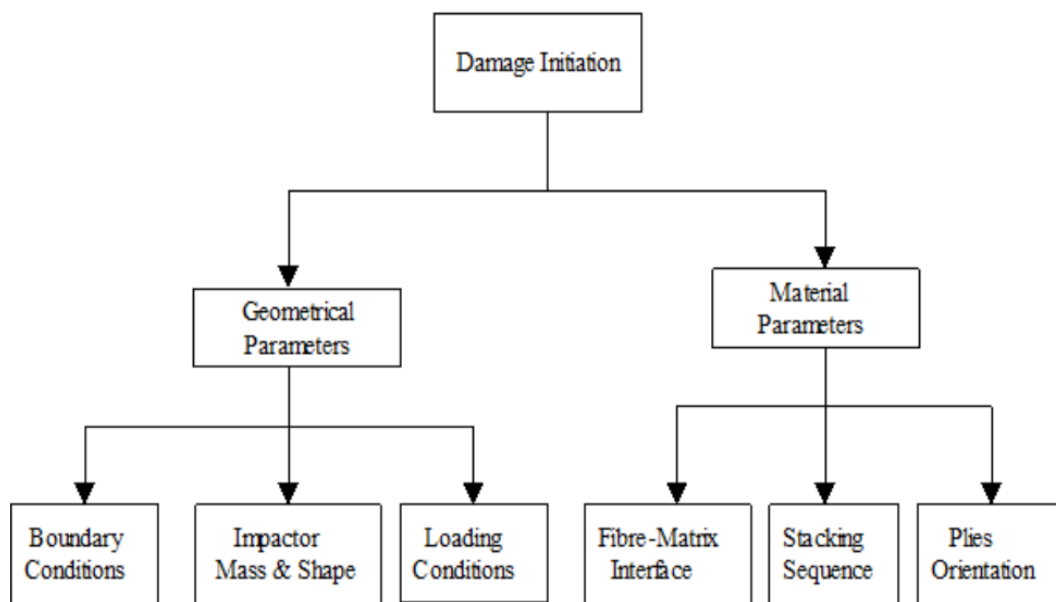 Damage Initiation
Geometrical
Parameters
Material
Parameters
Boundary
Conditions
Impactor
Mass & Shape
Loading
Conditions
Fibre-Matrix
Interface
Stacking
Sequence
Plies
Orientation